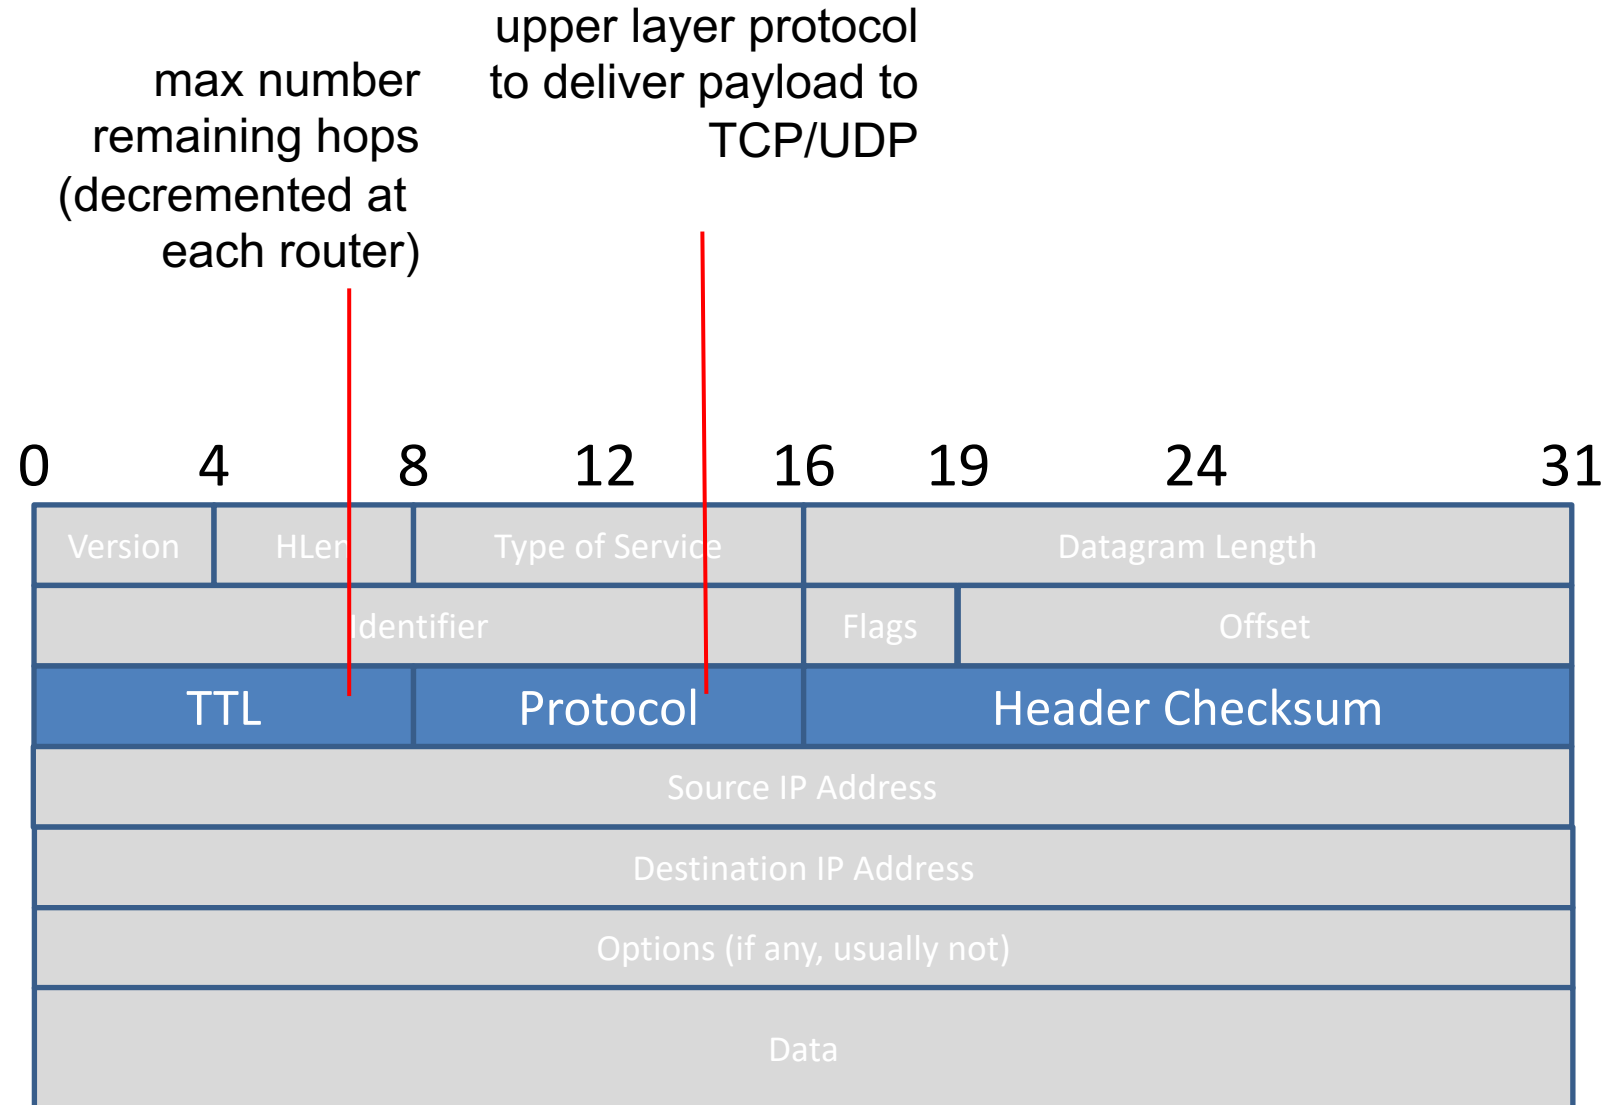 upper layer protocol
to deliver payload to
TCP/UDP
max number
remaining hops
(decremented at
each router)
0 4 8 12 16 19 24 31
Version HLen Type of Service Datagram Length
Identifier Flags Offset
TTL Protocol Header Checksum
Source IP Address
Destination IP Address
Options (if any, usually not)
Data